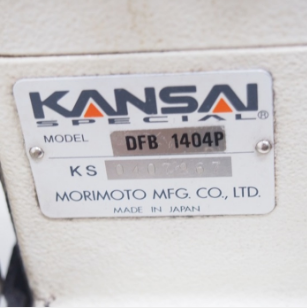 KANSAI
SPECIAL®
MODEL DFB 1404P
KS
MORIMOTO MFG. CO., LTD.
MADE IN JAPAN